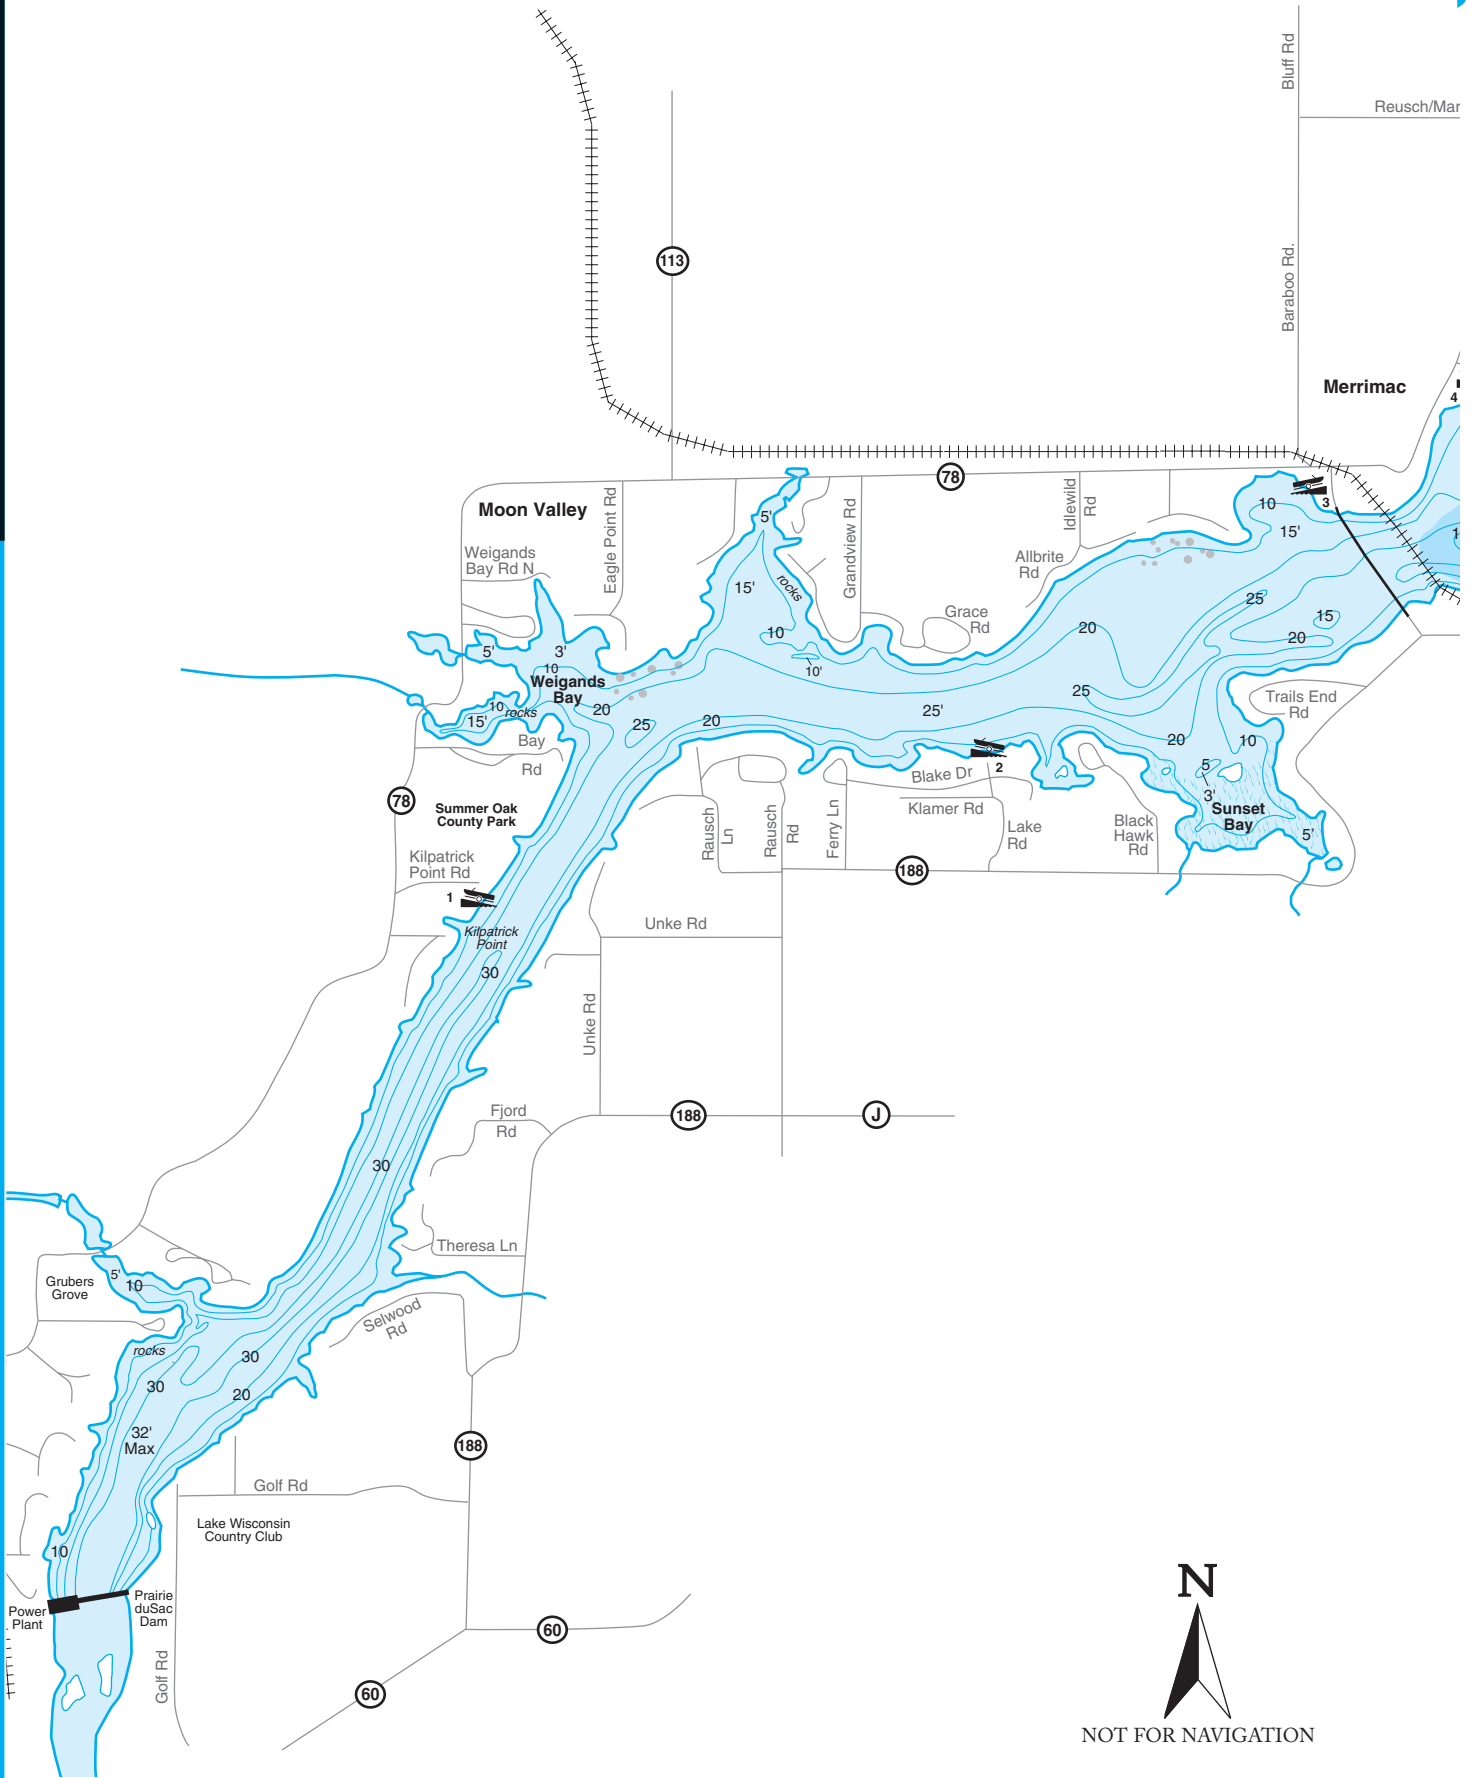 Bluff Rd
Reusch/Mar
113
Baraboo Rd.
Merrimac
4
78
Moon Valley
Eagle Point Rd
Weigands
Bay Rd N
5'
Grandview Rd
Idlewild
Rd
10
3
15'
Allbrite
Rd
15'
rocks
Grace
Rd
25
15
20
20
10
10'
5'
3'
10
Weigands
Bay
20
25
20
25'
25
Trails End
Rd
10
rocks
15'
Bay
Rd
20
10
5
3'
Sunset
Bay
5'
2
Blake Dr
Klamer Rd
Lake
Rd
Black
Hawk
Rd
Rausch
Ln
Rausch
Rd
Ferry Ln
78
Summer Oak
County Park
Kilpatrick
Point Rd
1
188
Kilpatrick
Point
30
Unke Rd
Unke Rd
188
J
Fjord
Rd
30
Theresa Ln
Grubers
Grove
5'
10
Selwood
Rd
rocks
30
30
20
32'
Max
188
Golf Rd
Lake Wisconsin
Country Club
10
Power
Plant
Prairie
duSac
Dam
Golf Rd
60
60
N
NOT FOR NAVIGATION